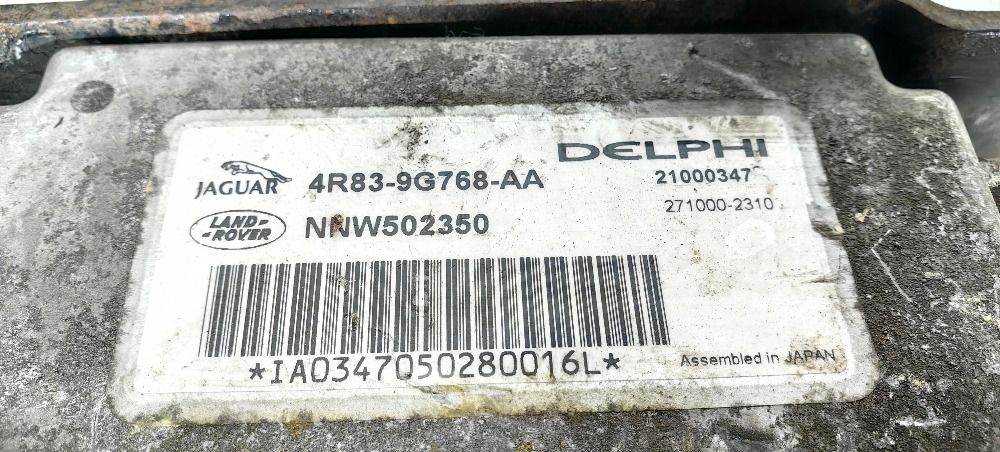 DELPHI
JAGUAR 4R83-9G768-AA 21000347
271000-2310
LAND-
-ROVER NNW502350
*IA0347050280016L*
Assembled in JAPAN